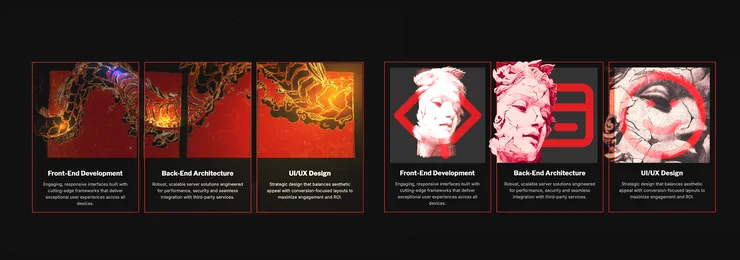 Front-End Development
Engaging, responsive interfaces built with
cutting-edge frameworks that deliver
exceptional user experiences across all
devices.
Back-End Architecture
Robust, scalable server solutions engineered
for performance, security and seamless
integration with third-party services.
UI/UX Design
Strategic design that balances aesthetic
appeal with conversion-focused layouts to
maximize engagement and ROI.
Front-End Development
Engaging, responsive interfaces built with
cutting-edge frameworks that deliver
exceptional user experiences across all
devices.
Back-End Architecture
Robust, scalable server solutions engineered
for performance, security and seamless
integration with third-party services.
UI/UX Design
Strategic design that balances aesthetic
appeal with conversion-focused layouts to
maximize engagement and ROI.